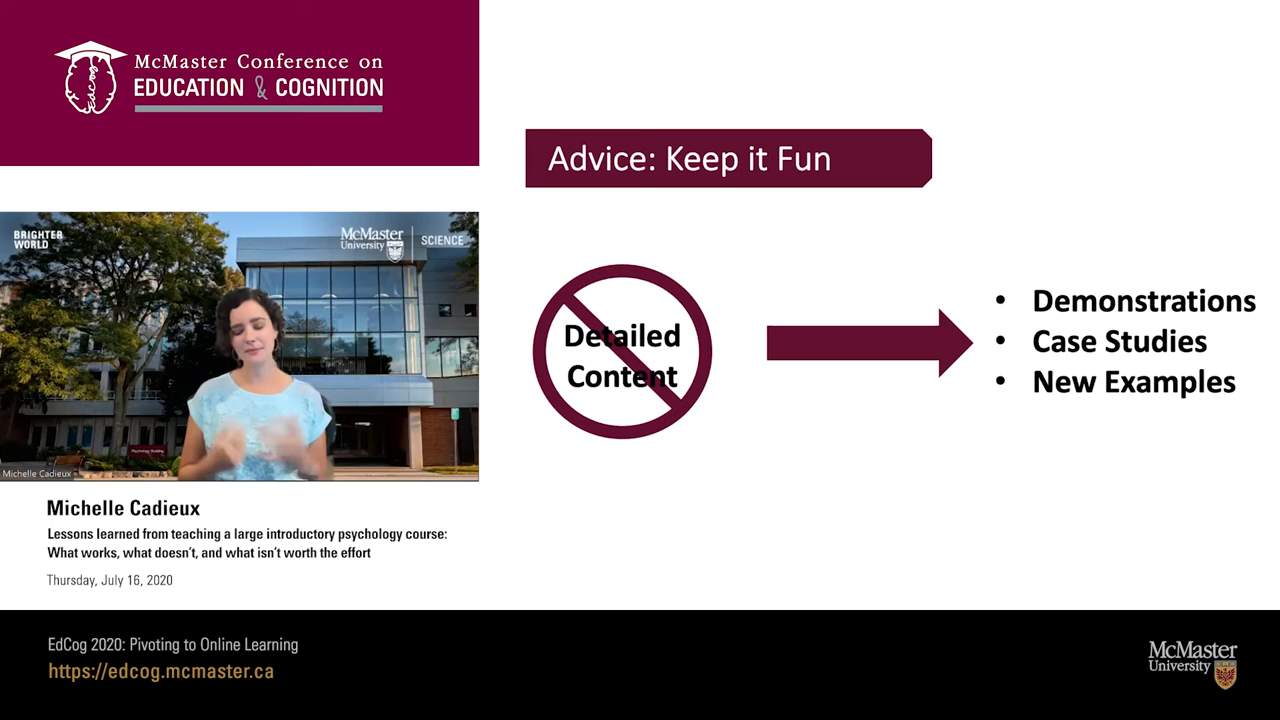 McMaster Conference on
EDUCATION & COGNITION
edcog
Advice: Keep it Fun
BRIGHTER
WORLD
McMaster
University
SCIENCE
Detailed
Content
• Demonstrations
• Case Studies
• New Examples
Psychology Building
Michelle Cadieux
Michelle Cadieux
Lessons learned from teaching a large introductory psychology course:
What works, what doesn't, and what isn't worth the effort
Thursday, July 16, 2020
EdCog 2020: Pivoting to Online Learning
https://edcog.mcmaster.ca
McMaster
University